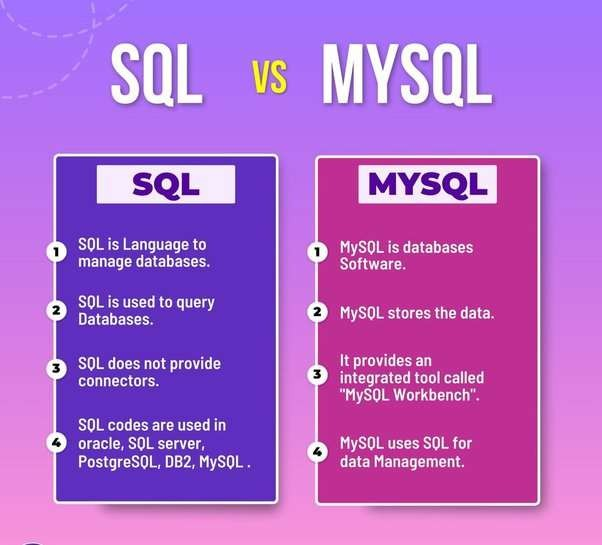 SQL VS MYSQL
SQL
1 SQL is Language to
manage databases.
2 SQL is used to query
Databases.
3 SQL does not provide
connectors.
4 SQL codes are used in
oracle, SQL server,
PostgreSQL, DB2, MySQL .
MYSQL
1 MySQL is databases
Software.
2 MySQL stores the data.
3 It provides an
integrated tool called
"MySQL Workbench".
4 MySQL uses SQL for
data Management.